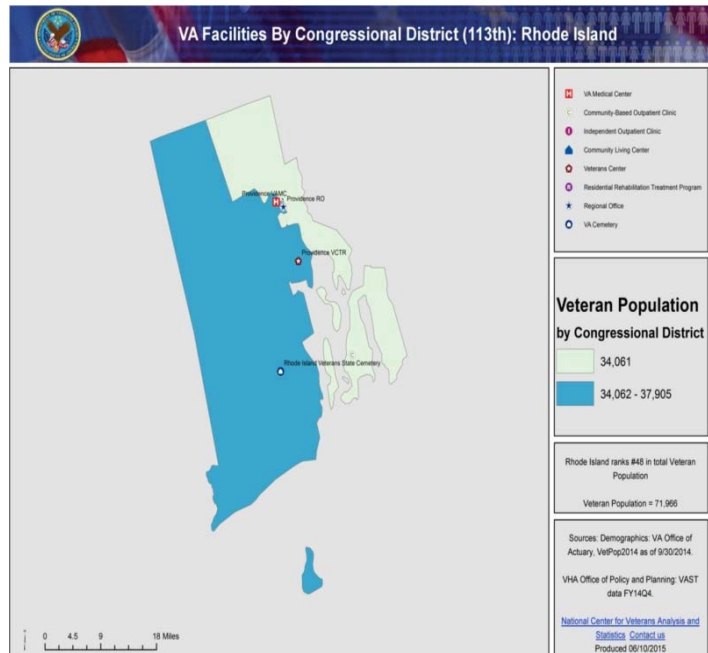 VA Facilities By Congressional District (113th): Rhode Island
VA Medical Center
Community-Based Outpatient Clinic
Independent Outpatient Clinic
Community Living Center
Veterans Center
Residential Rehabilitation Treatment Program
Regional Office
VA Cemetery
Providence VAMC
Providence RO
Providence VCTR
Rhode Island Veterans State Cemetery
Veteran Population
by Congressional District
34,061
34,062 - 37,905
Rhode Island ranks #48 in total Veteran
Population
Veteran Population = 71,966
Sources: Demographics: VA Office of
Actuary, VetPop2014 as of 9/30/2014.
VHA Office of Policy and Planning: VAST
data FY14Q4.
National Center for Veterans Analysis and
Statistics Contact us
Produced 06/10/2015
0 4.5 9 18 Miles